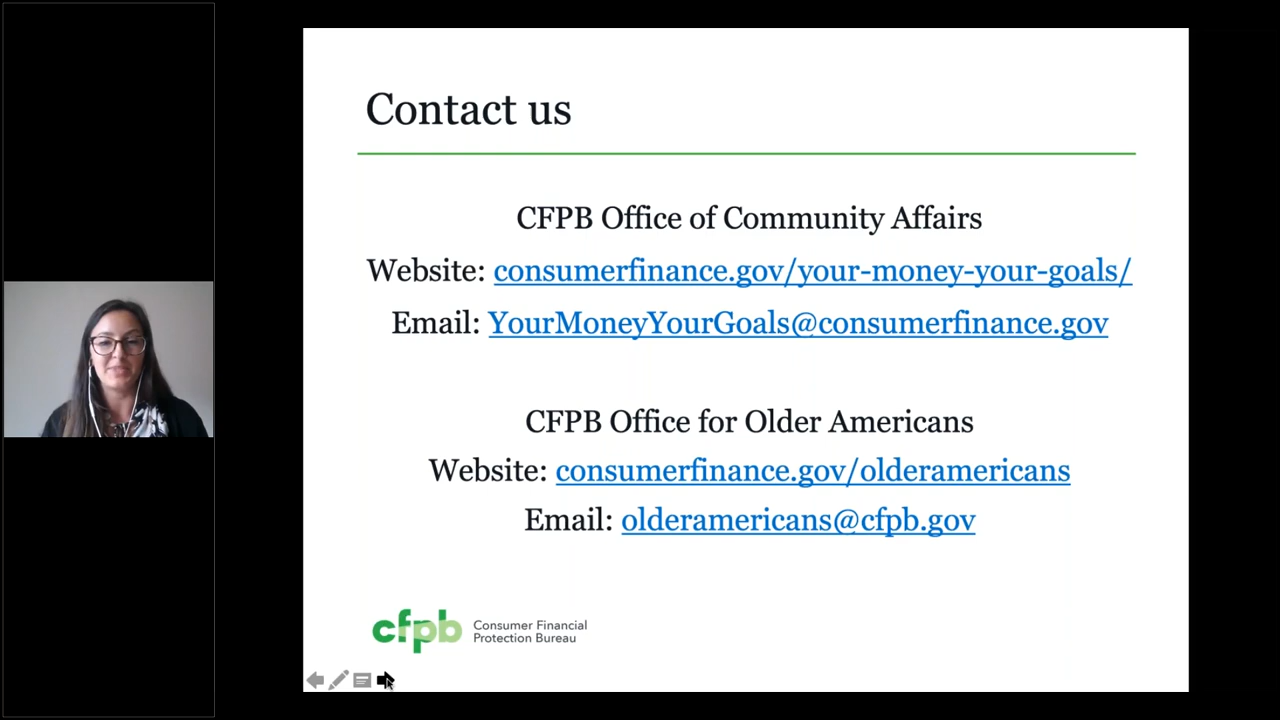 Contact us
CFPB Office of Community Affairs
Website: consumerfinance.gov/your-money-your-goals/
Email: YourMoneyYourGoals@consumerfinance.gov
CFPB Office for Older Americans
Website: consumerfinance.gov/olderamericans
Email: olderamericans@cfpb.gov
cfpb
Consumer Financial
Protection Bureau